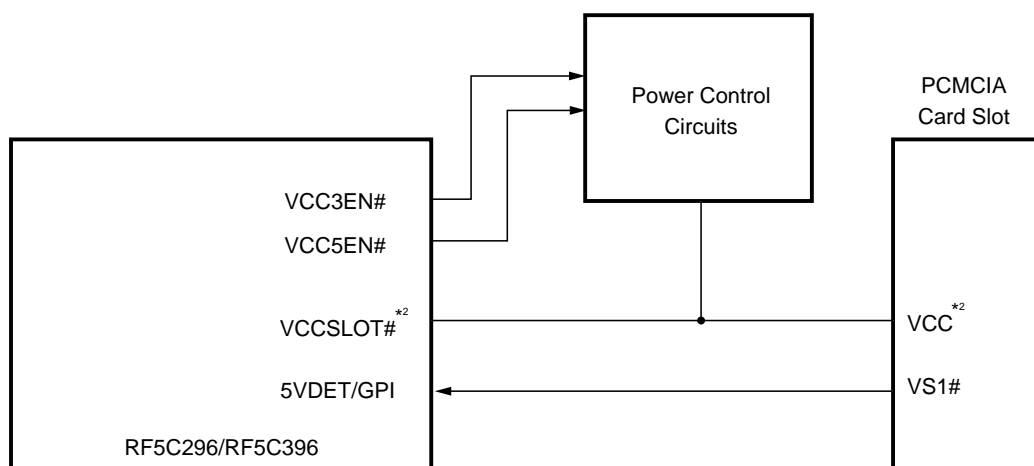 Power Control
Circuits
PCMCIA
Card Slot
VCC3EN#
VCC5EN#
VCCSLOT#*2
VCC*2
5VDET/GPI
VS1#
RF5C296/RF5C396